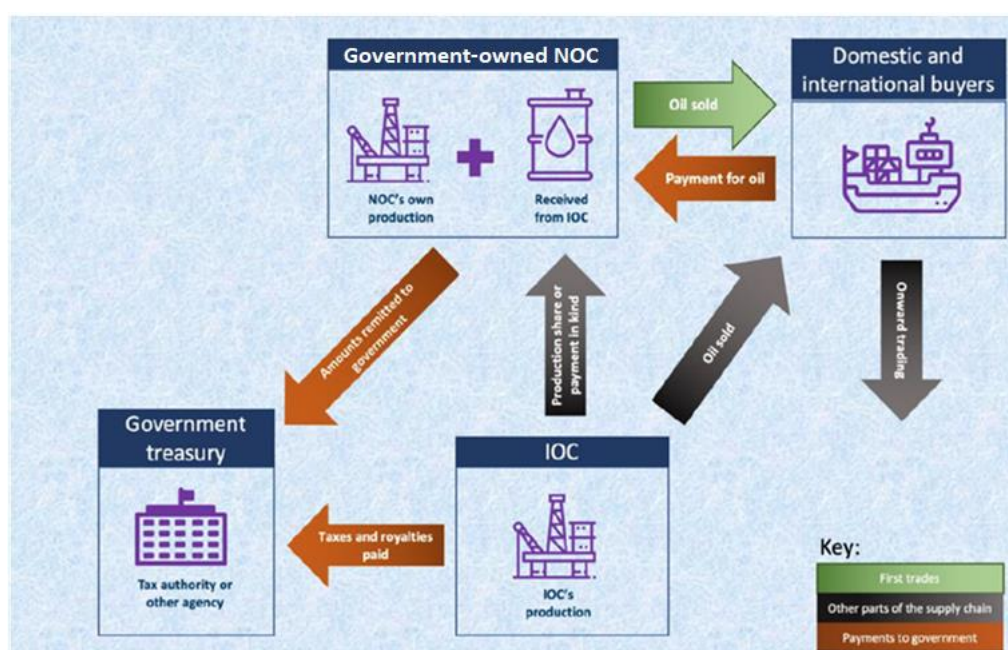 Government-owned NOC
NOC's own
production
Received
from IOC
Oil sold
Payment for oil
Domestic and
international buyers
Amounts remitted to
government
Production share or
payment in kind
Oil sold
Onward trading
Government
treasury
Tax authority or
other agency
Taxes and royalties
paid
IOC
IOC's
production
Key:
First trades
Other parts of the supply chain
Payments to government